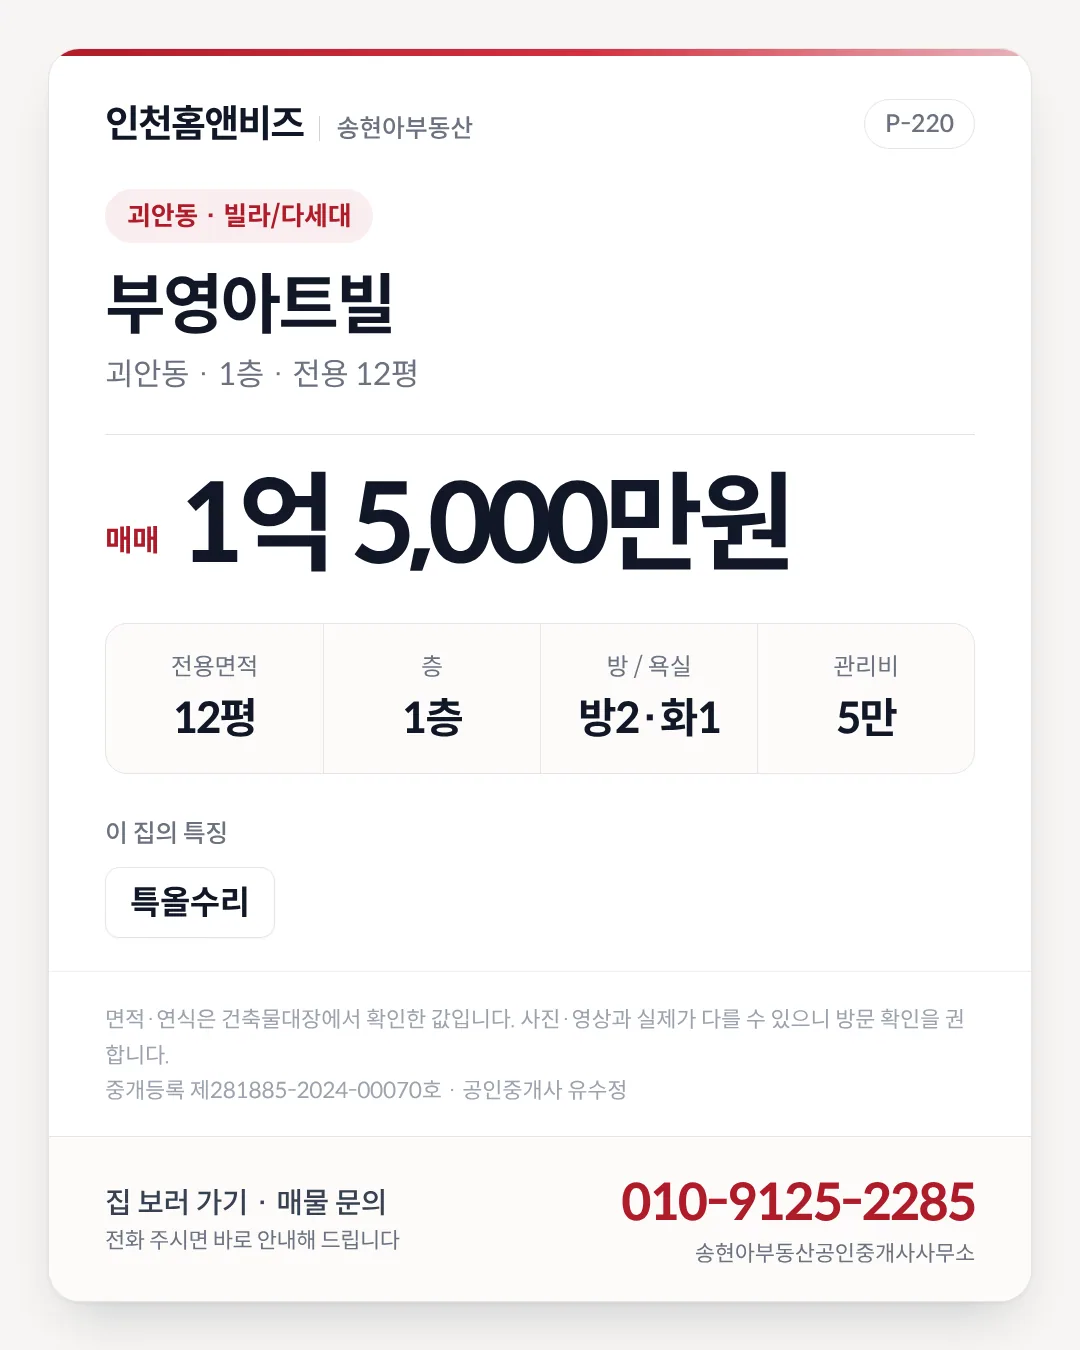 인천홈앤비즈 | 송현아부동산
P-220
괴안동 · 빌라/다세대
부영아트빌
괴안동 · 1층 · 전용 12평
매매 1억 5,000만원
전용면적 층 방 / 욕실 관리비
12평 1층 방2·화1 5만
이 집의 특징
특올수리
면적·연식은 건축물대장에서 확인한 값입니다. 사진·영상과 실제가 다를 수 있으니 방문 확인을 권
합니다.
중개등록 제281885-2024-00070호 · 공인중개사 유수정
집 보러 가기 · 매물 문의
전화 주시면 바로 안내해 드립니다
010-9125-2285
송현아부동산공인중개사사무소